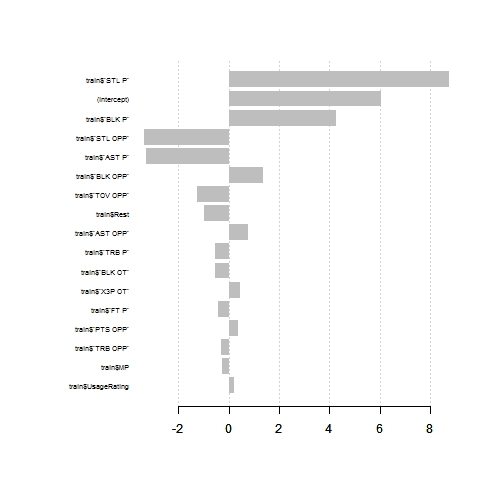 train$`STL P`
(Intercept)
train$`BLK P`
train$`STL OPP`
train$`AST P`
train$`BLK OPP`
train$`TOV OPP`
train$Rest
train$`AST OPP`
train$`TRB P`
train$`BLK OT`
train$`X3P OT`
train$`FT P`
train$`PTS OPP`
train$`TRB OPP`
train$MP
train$UsageRating
-2 0 2 4 6 8